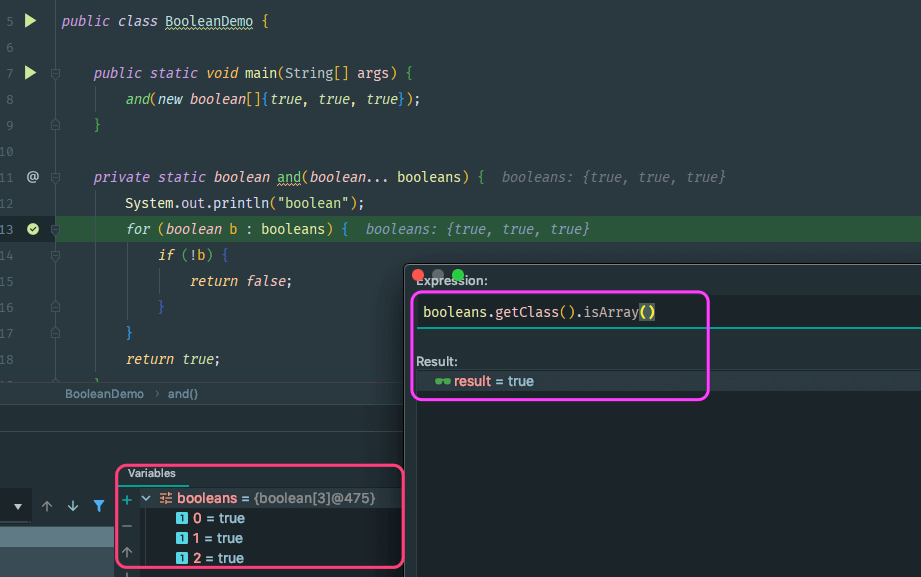 5 public class BooleanDemo {
6
7 public static void main(String[] args) {
8 and(new boolean[]{true, true, true});
9 }
10
11 @ private static boolean and(boolean... booleans) { booleans: {true, true, true}
12 System.out.println("boolean");
13 for (boolean b : booleans) { booleans: {true, true, true}
14 if (!b) {
15 return false;
16 }
17 }
18 return true;
BooleanDemo › and()
Expression:
booleans.getClass().isArray()
Result:
result = true
Variables
booleans = {boolean[3]@475}
0 = true
1 = true
2 = true